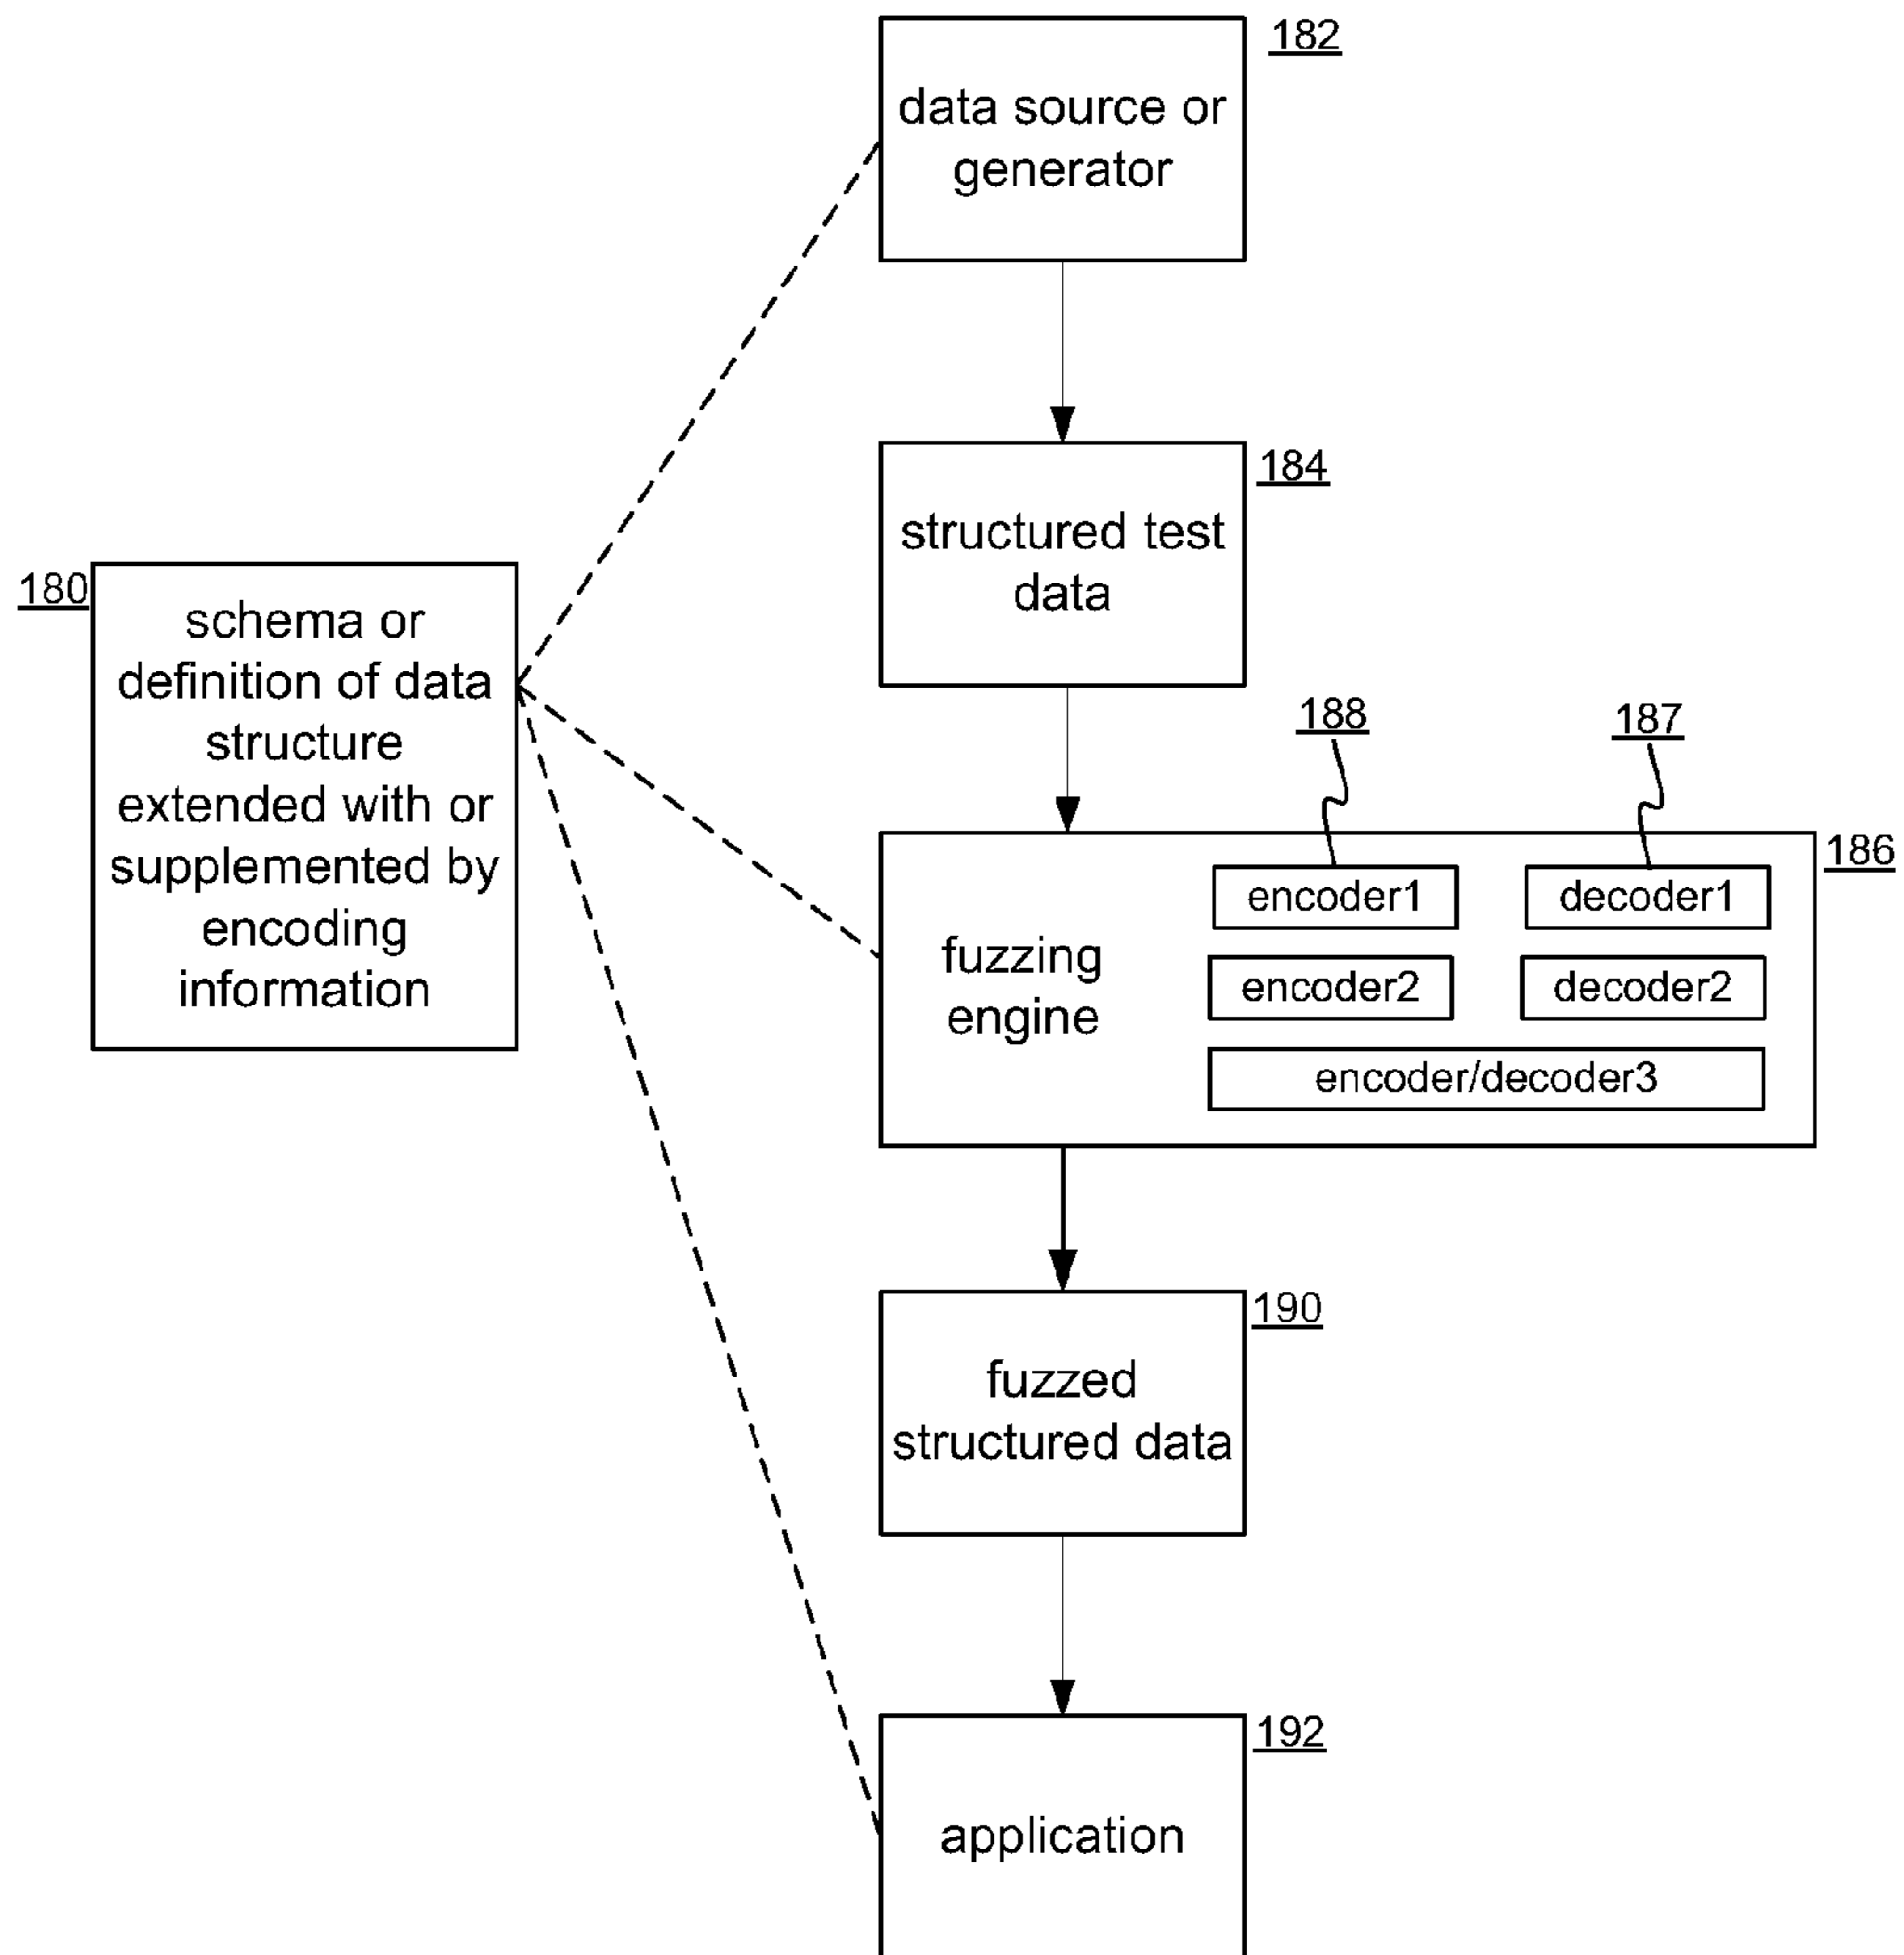 182
data source or
generator
184
structured test
data
180
schema or
definition of data
structure
extended with or
supplemented by
encoding
information
188
187
186
fuzzing
engine
encoder1
decoder1
encoder2
decoder2
encoder/decoder3
190
fuzzed
structured data
192
application